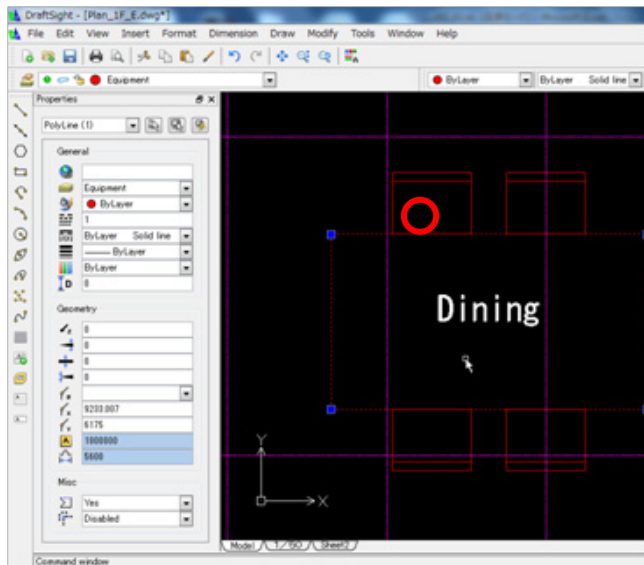 DraftSight - [Plan_1F_E.dwg*]
File Edit View Insert Format Dimension Draw Modify Tools Window Help
Equipment
ByLayer
ByLayer Solid line
Properties
PolyLine (1)
General
Equipment
ByLayer
1
ByLayer Solid line
ByLayer
ByLayer
0
Geometry
0
0
0
0
9233.007
6175
1800000
5600
Misc
Yes
Disabled
Dining
Y
X
Model
1/50
Sheet2
Command window